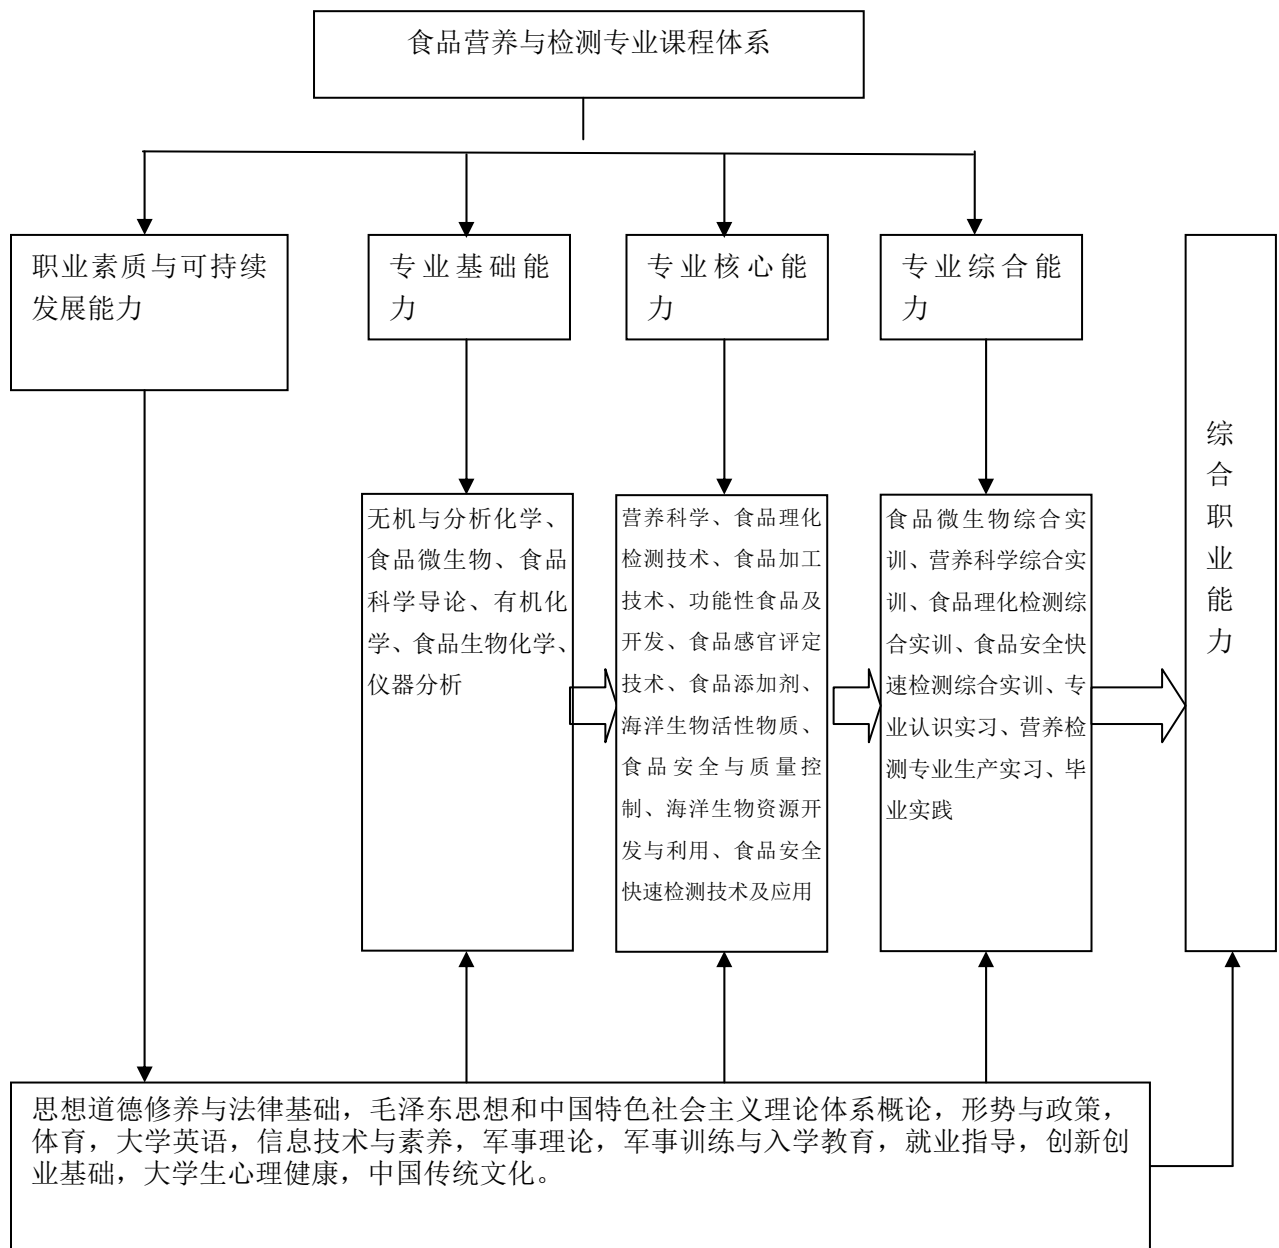 食品营养与检测专业课程体系
职业素质与可持续
发展能力
专业基础能
力
专业核心能
力
专业综合能
力
无机与分析化学、
食品微生物、食品
科学导论、有机化
学、食品生物化学、
仪器分析
营养科学、食品理化
检测技术、食品加工
技术、功能性食品及
开发、食品感官评定
技术、食品添加剂、
海洋生物活性物质、
食品安全与质量控
制、海洋生物资源开
发与利用、食品安全
快速检测技术及应用
食品微生物综合实
训、营养科学综合实
训、食品理化检测综
合实训、食品安全快
速检测综合实训、专
业认识实习、营养检
测专业生产实习、毕
业实践
综
合
职
业
能
力
思想道德修养与法律基础，毛泽东思想和中国特色社会主义理论体系概论，形势与政策，
体育，大学英语，信息技术与素养，军事理论，军事训练与入学教育，就业指导，创新创
业基础，大学生心理健康，中国传统文化。